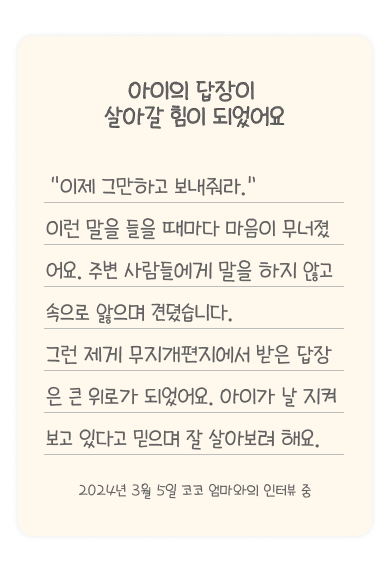 아이의 답장이
살아갈 힘이 되었어요
"이제 그만하고 보내줘라."
이런 말을 들을 때마다 마음이 무너졌
어요. 주변 사람들에게 말을 하지 않고
속으로 앓으며 견뎠습니다.
그런 제게 무지개편지에서 받은 답장
은 큰 위로가 되었어요. 아이가 날 지켜
보고 있다고 믿으며 잘 살아보려 해요.
2024년 3월 5일 코코 엄마와의 인터뷰 중